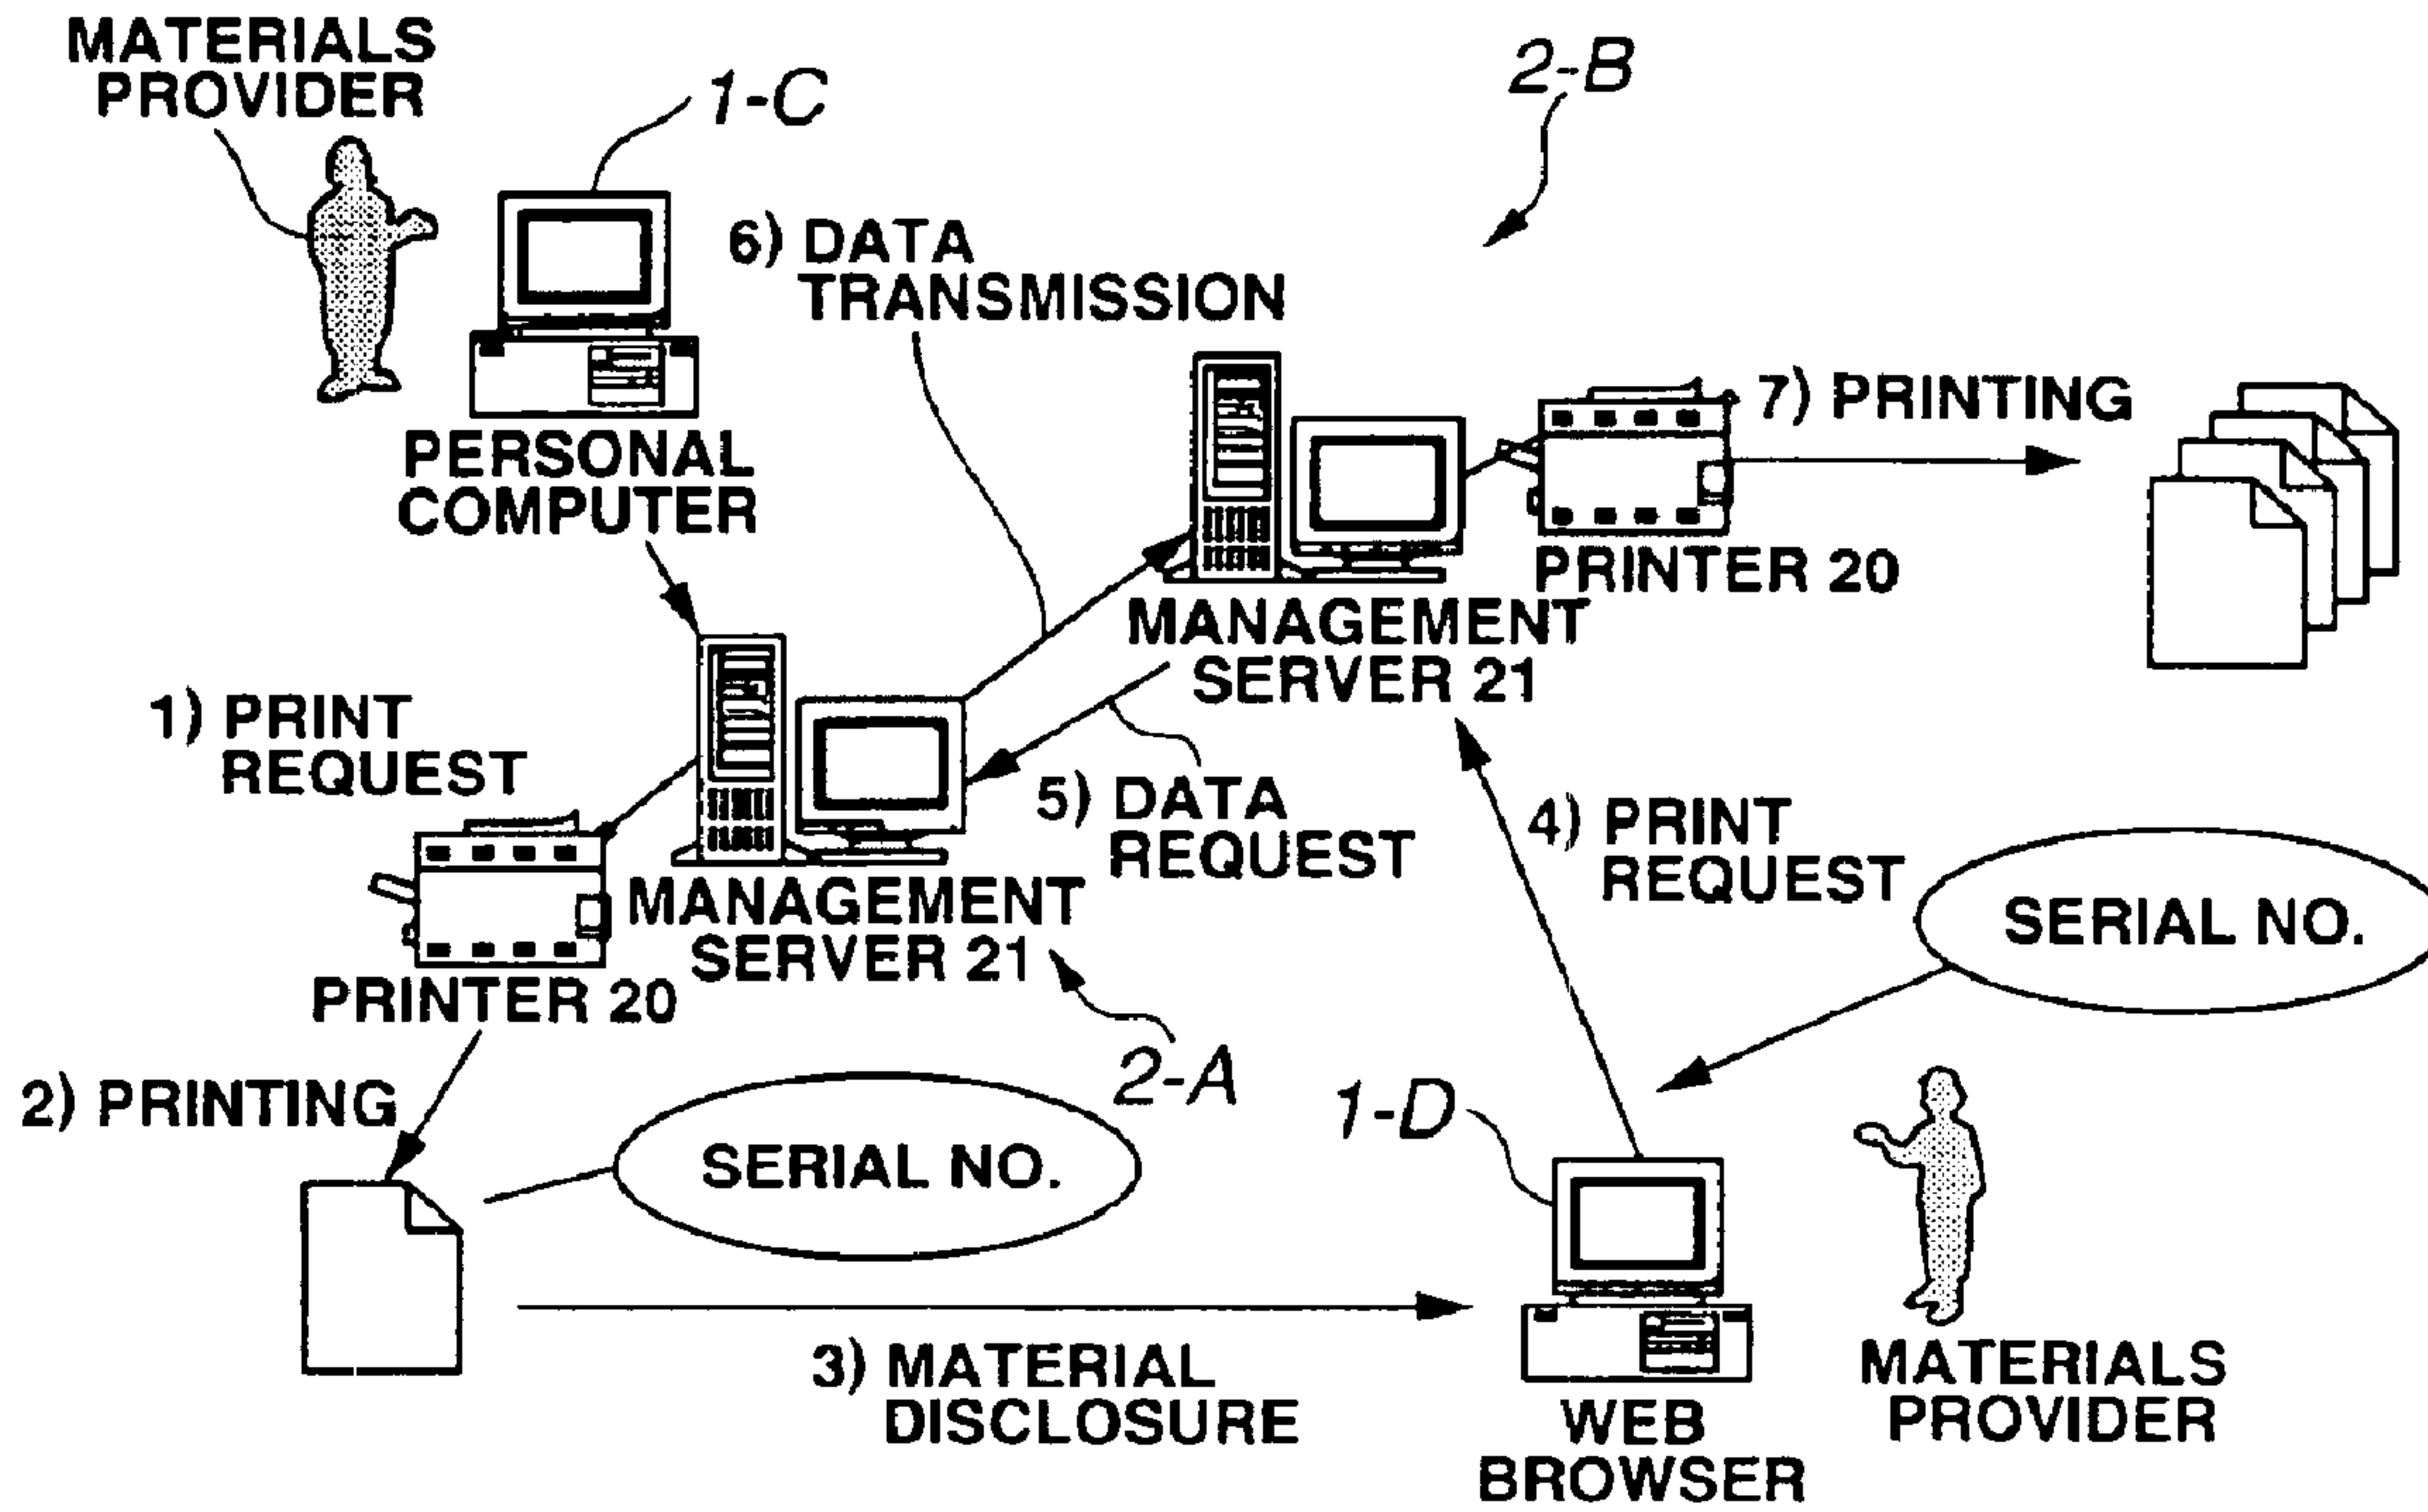 MATERIALS
PROVIDER
1-C
2-B
6) DATA
TRANSMISSION
PERSONAL
COMPUTER
7) PRINTING
PRINTER 20
MANAGEMENT
SERVER 21
1) PRINT
REQUEST
5) DATA
REQUEST
4) PRINT
REQUEST
SERIAL NO.
MANAGEMENT
SERVER 21
PRINTER 20
2-A
2) PRINTING
SERIAL NO.
1-D
3) MATERIAL
DISCLOSURE
WEB
BROWSER
MATERIALS
PROVIDER